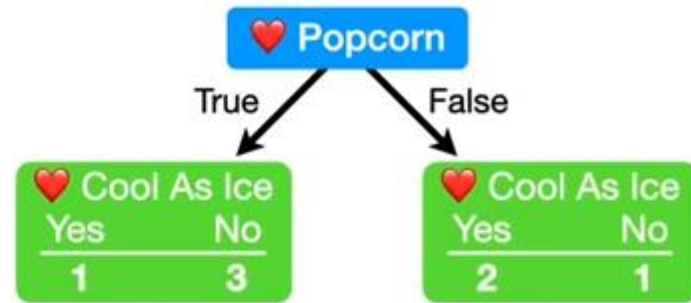 ❤️ Popcorn
True False
❤️ Cool As Ice ❤️ Cool As Ice
Yes No Yes No
1 3 2 1